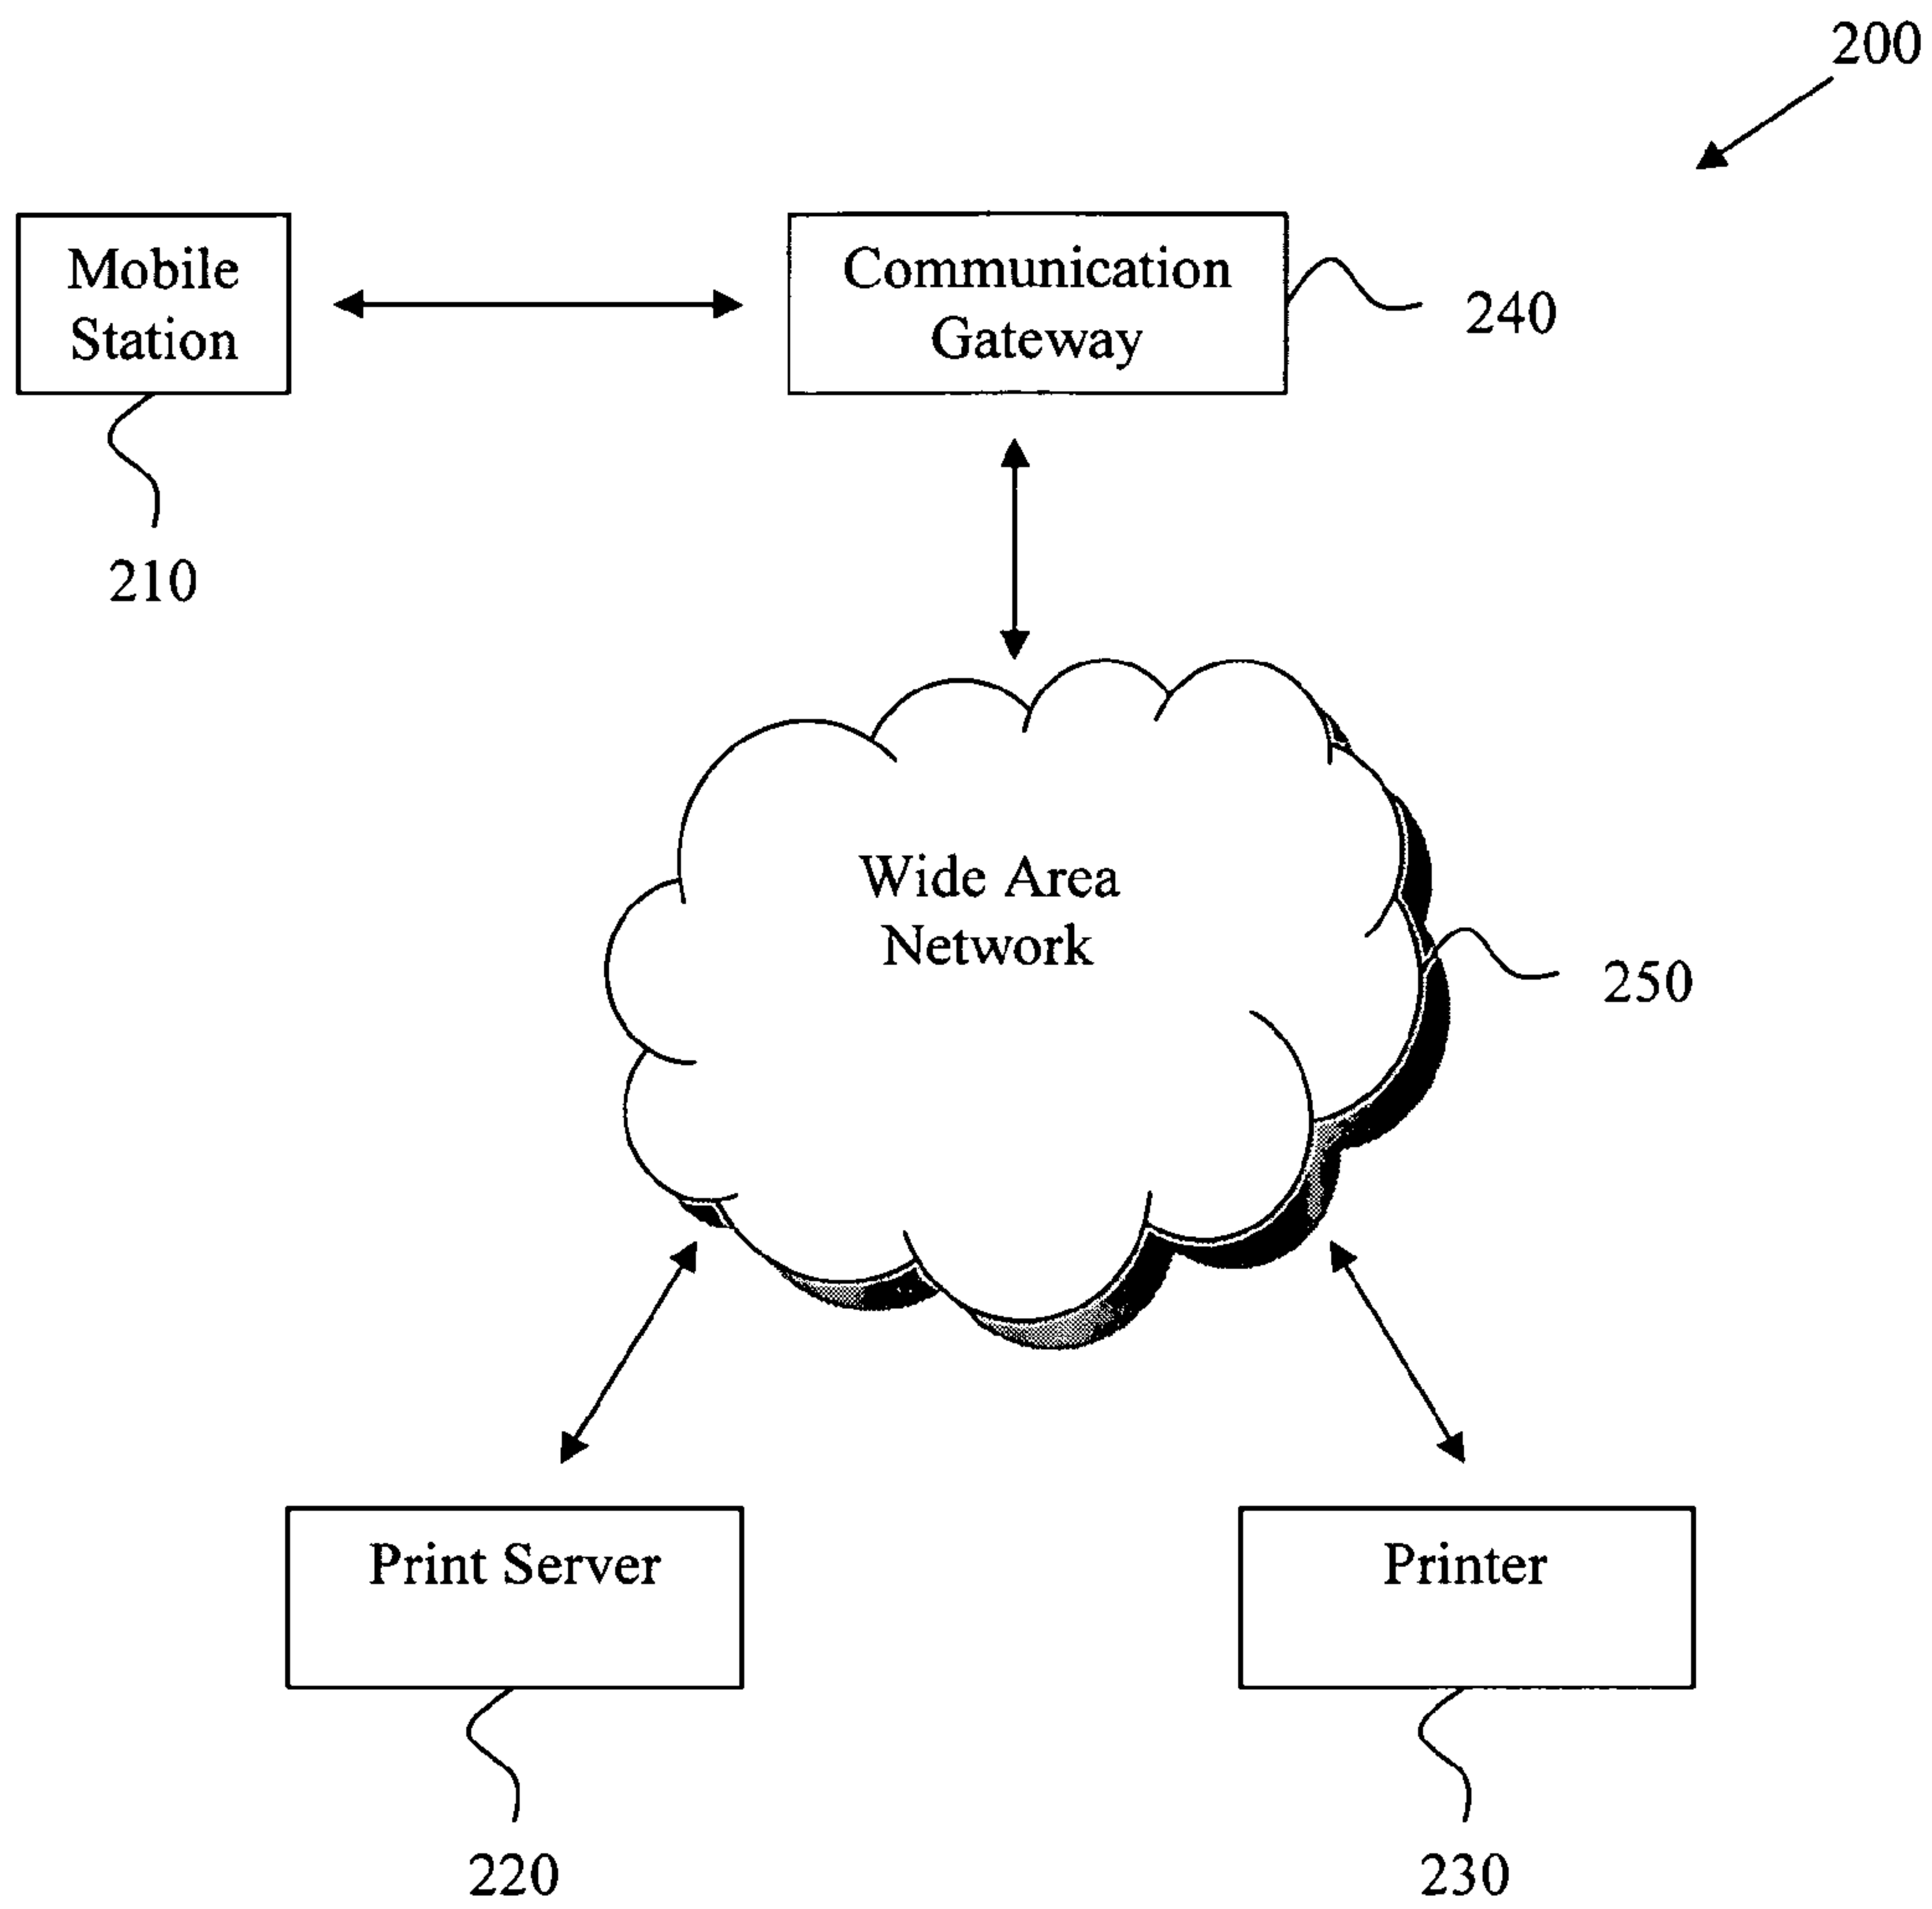 200
Mobile
Station
Communication
Gateway
240
210
Wide Area
Network
250
Print Server
Printer
220
230